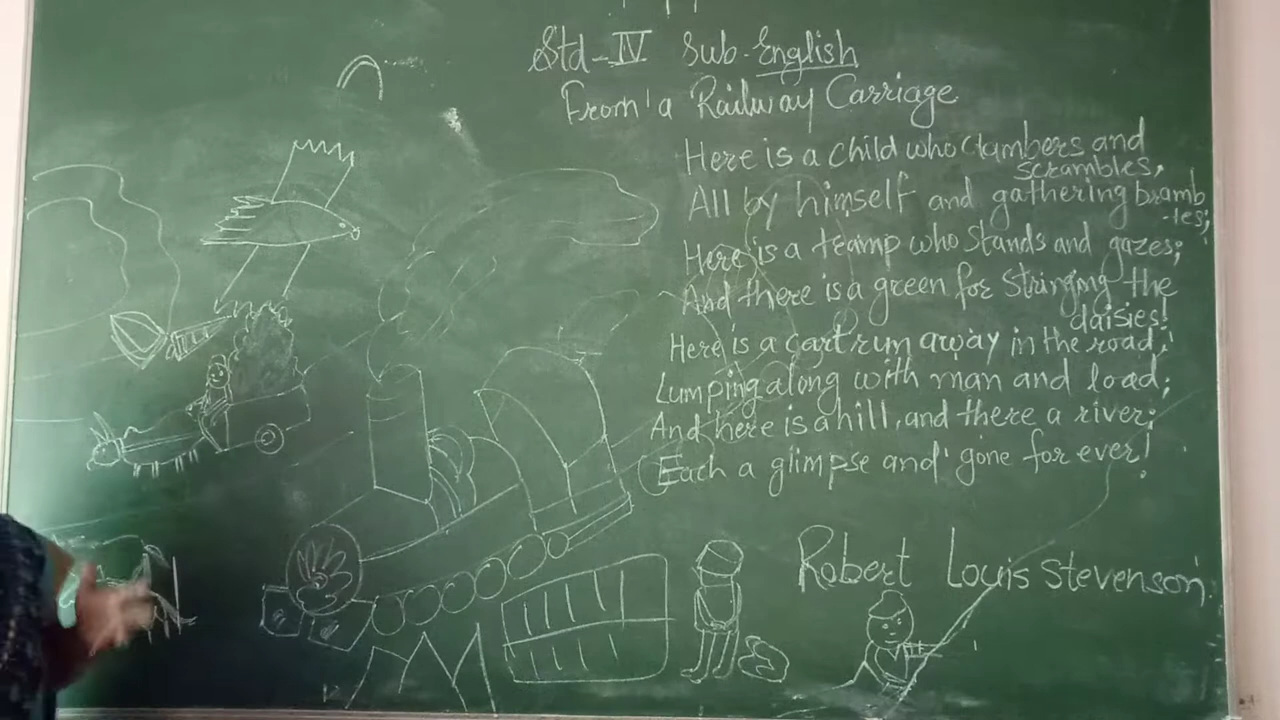 Std-IV Sub-English
From a Railway Carriage
Here is a child who clambers and
scrambles,
All by himself and gathering bramb
-les;
Here is a teamp who stands and gazes;
And there is a green for stringing the
daisies!
Here is a cart run away in the road;
Lumping along with man and load;
And here is a hill, and there a river;
Each a glimpse and gone for ever!
Robert Louis Stevenson